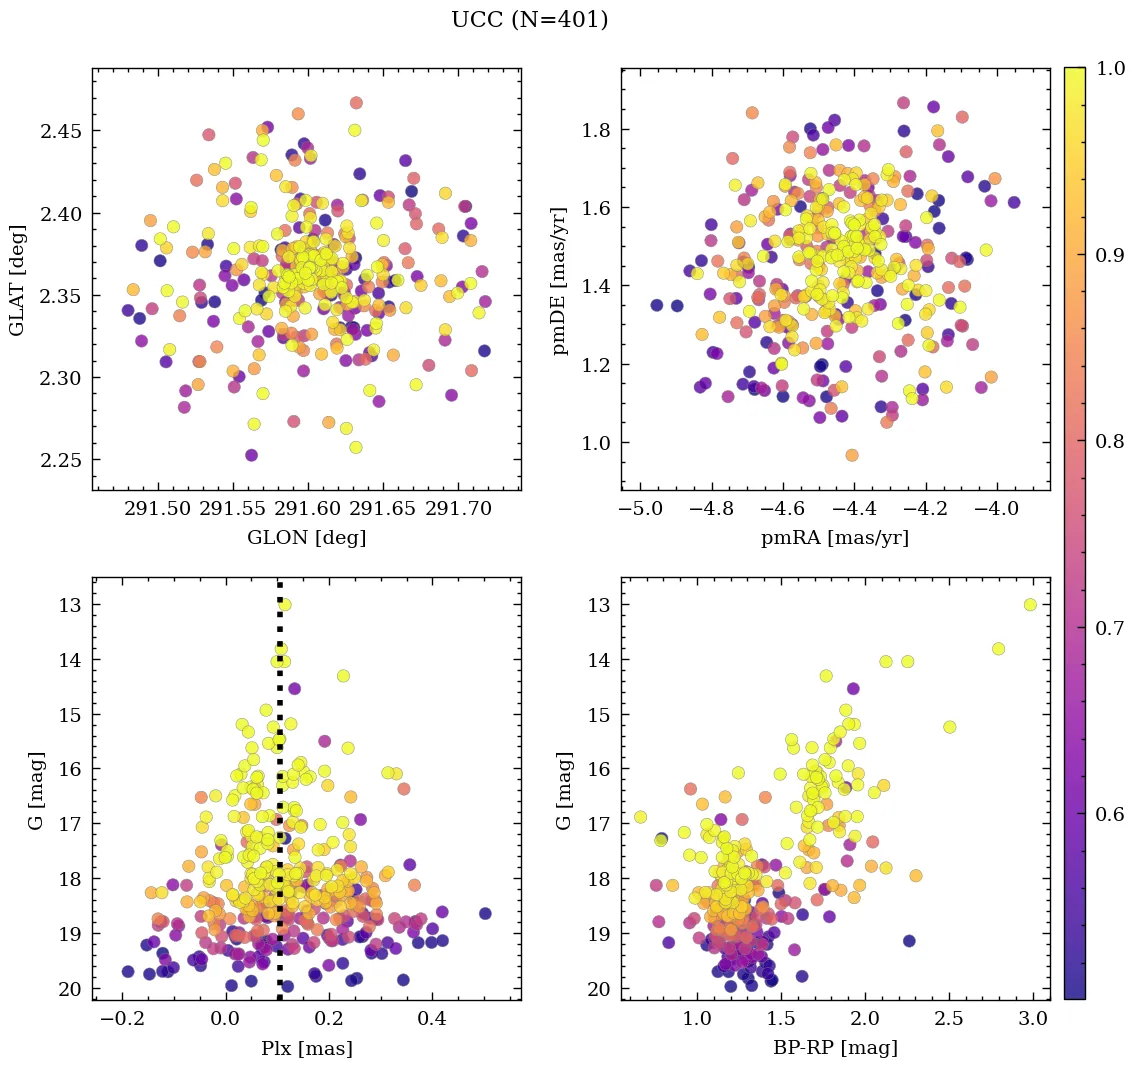 UCC (N=401)
2.45
2.40
2.35
2.30
2.25
GLAT [deg]
291.50 291.55 291.60 291.65 291.70
GLON [deg]
1.8
1.6
1.4
1.2
1.0
pmDE [mas/yr]
−5.0 −4.8 −4.6 −4.4 −4.2 −4.0
pmRA [mas/yr]
13
14
15
16
17
18
19
20
G [mag]
−0.2 0.0 0.2 0.4
Plx [mas]
13
14
15
16
17
18
19
20
G [mag]
1.0 1.5 2.0 2.5 3.0
BP-RP [mag]
1.0
0.9
0.8
0.7
0.6